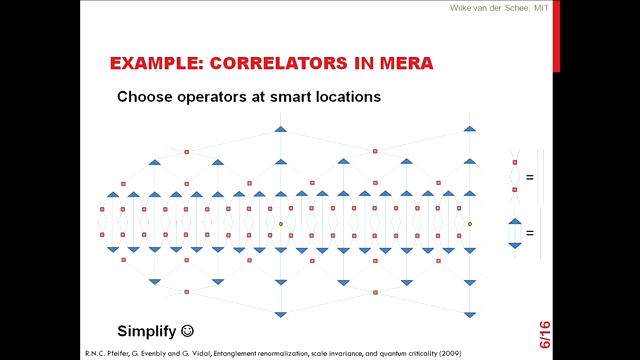 Wilke van der Schee, MIT
EXAMPLE: CORRELATORS IN MERA
Choose operators at smart locations
=
=
Simplify ☺
6/16
R.N.C. Pfeifer, G. Evenbly and G. Vidal, Entanglement renormalization, scale invariance, and quantum criticality (2009)